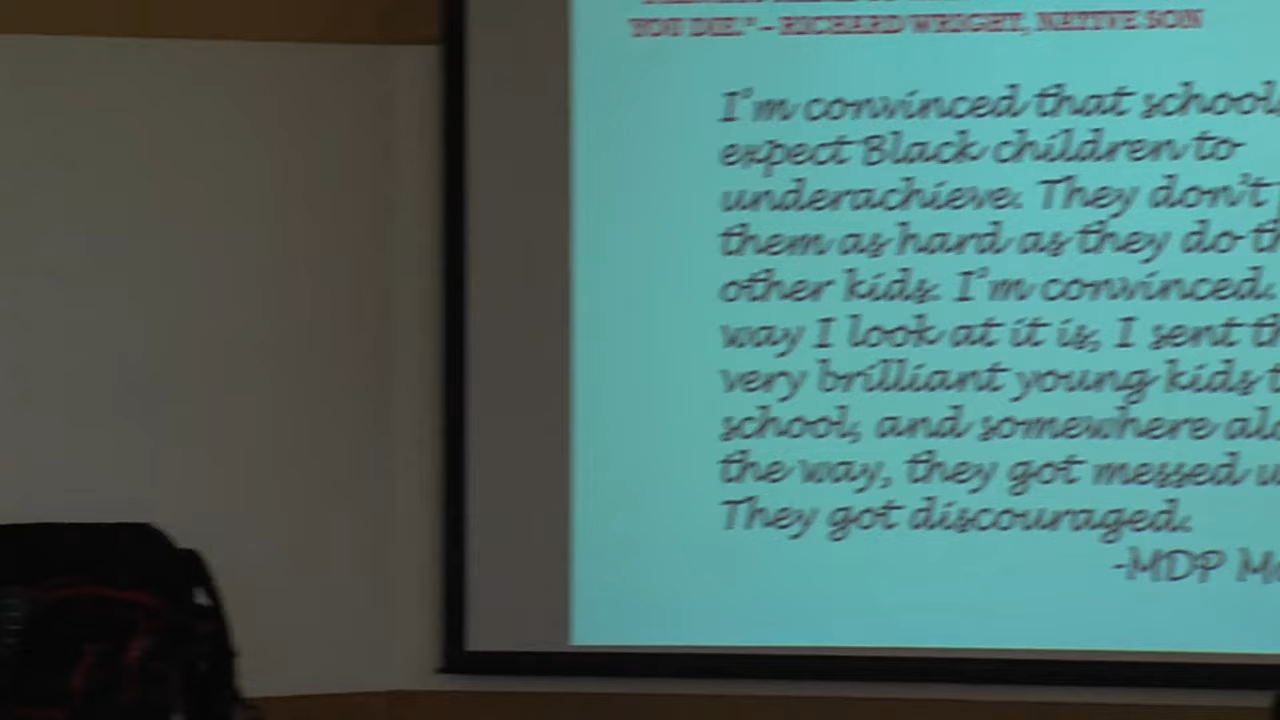 YOU DIE." – RICHARD WRIGHT, NATIVE SON
I'm convinced that school
expect Black children to
underachieve. They don't
them as hard as they do th
other kids. I'm convinced.
way I look at it is, I sent th
very brilliant young kids t
school, and somewhere alo
the way, they got messed u
They got discouraged.
-MDP Mo